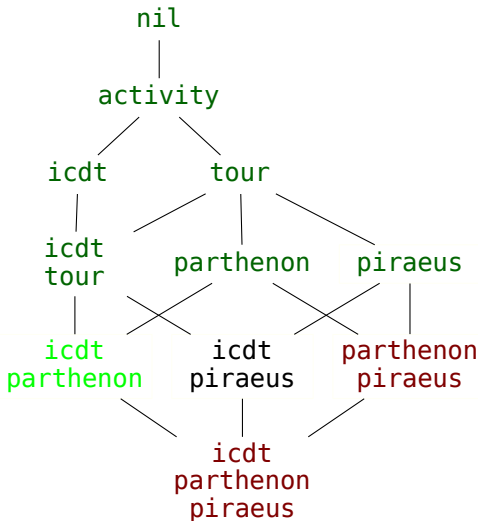 nil
activity
icdt
tour
icdt
tour
parthenon
piraeus
icdt
parthenon
icdt
piraeus
parthenon
piraeus
icdt
parthenon
piraeus